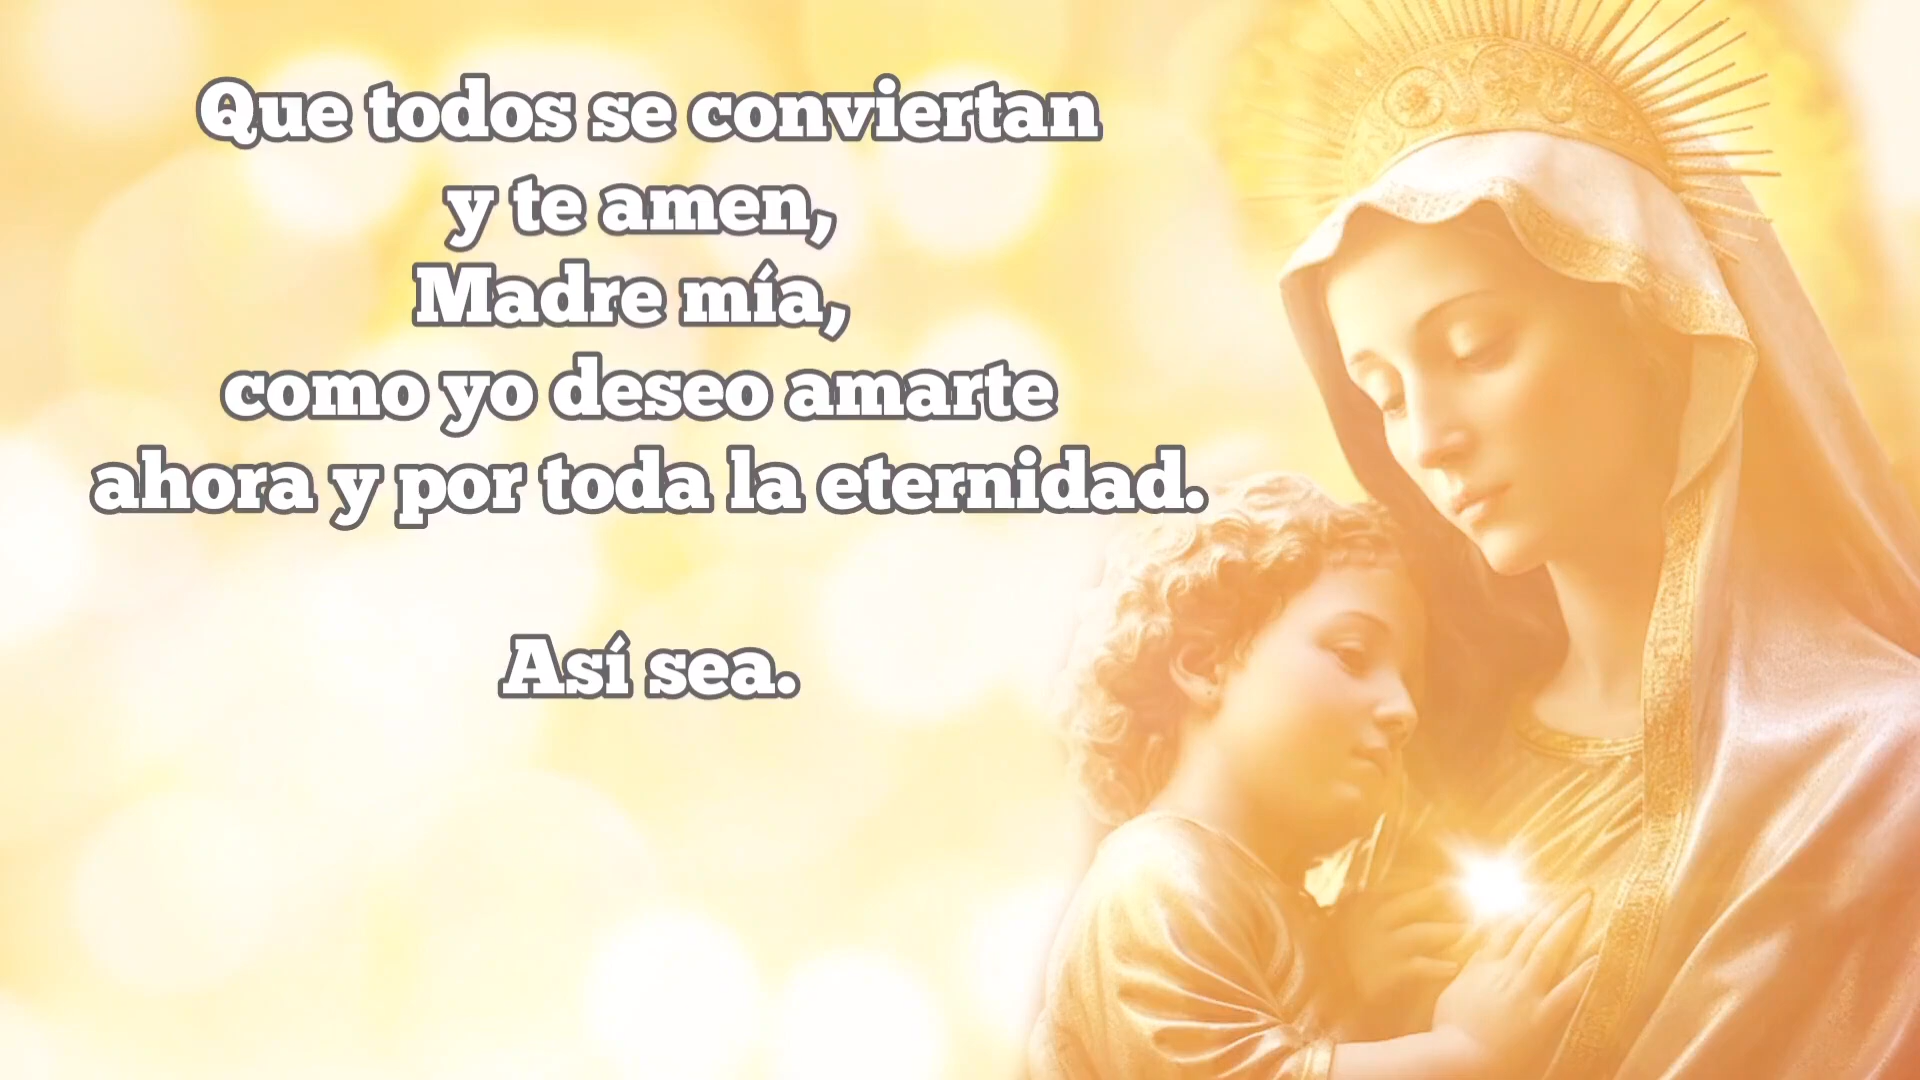 Que todos se conviertan
y te amen,
Madre mía,
como yo deseo amarte
ahora y por toda la eternidad.
Así sea.